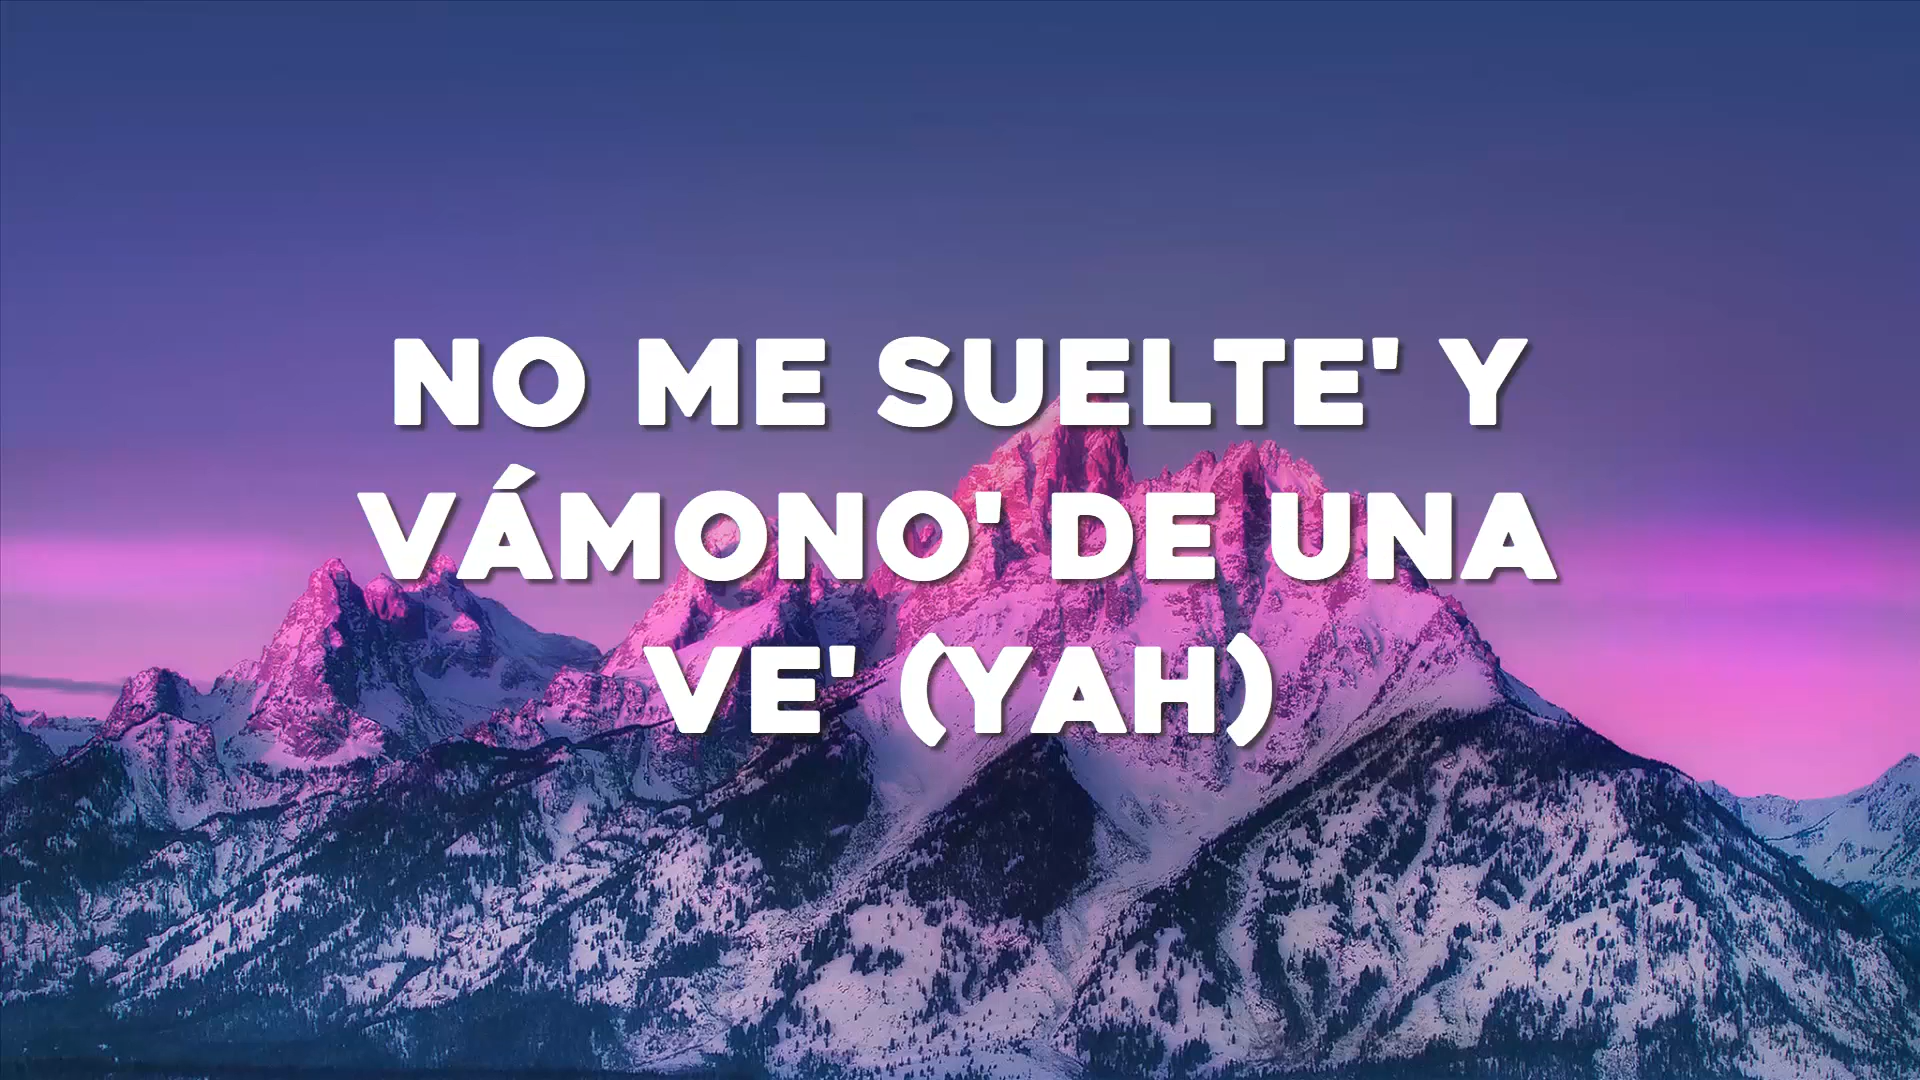 NO ME SUELTE' Y
VÁMONO' DE UNA
VE' (YAH)